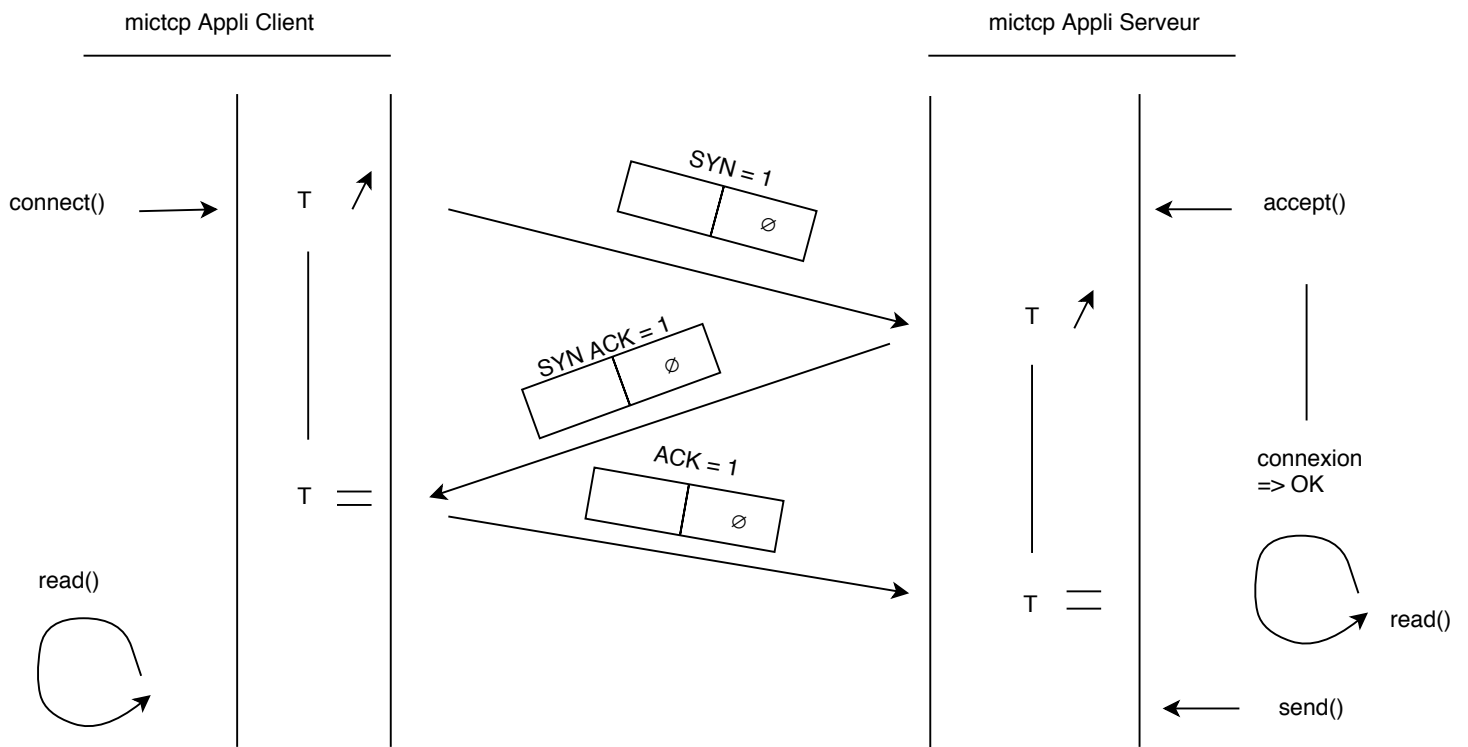 mictcp Appli Client
mictcp Appli Serveur
SYN = 1
∅
connect()
T
accept()
T
SYN ACK = 1
∅
ACK = 1
∅
connexion
=> OK
T
read()
T
read()
send()